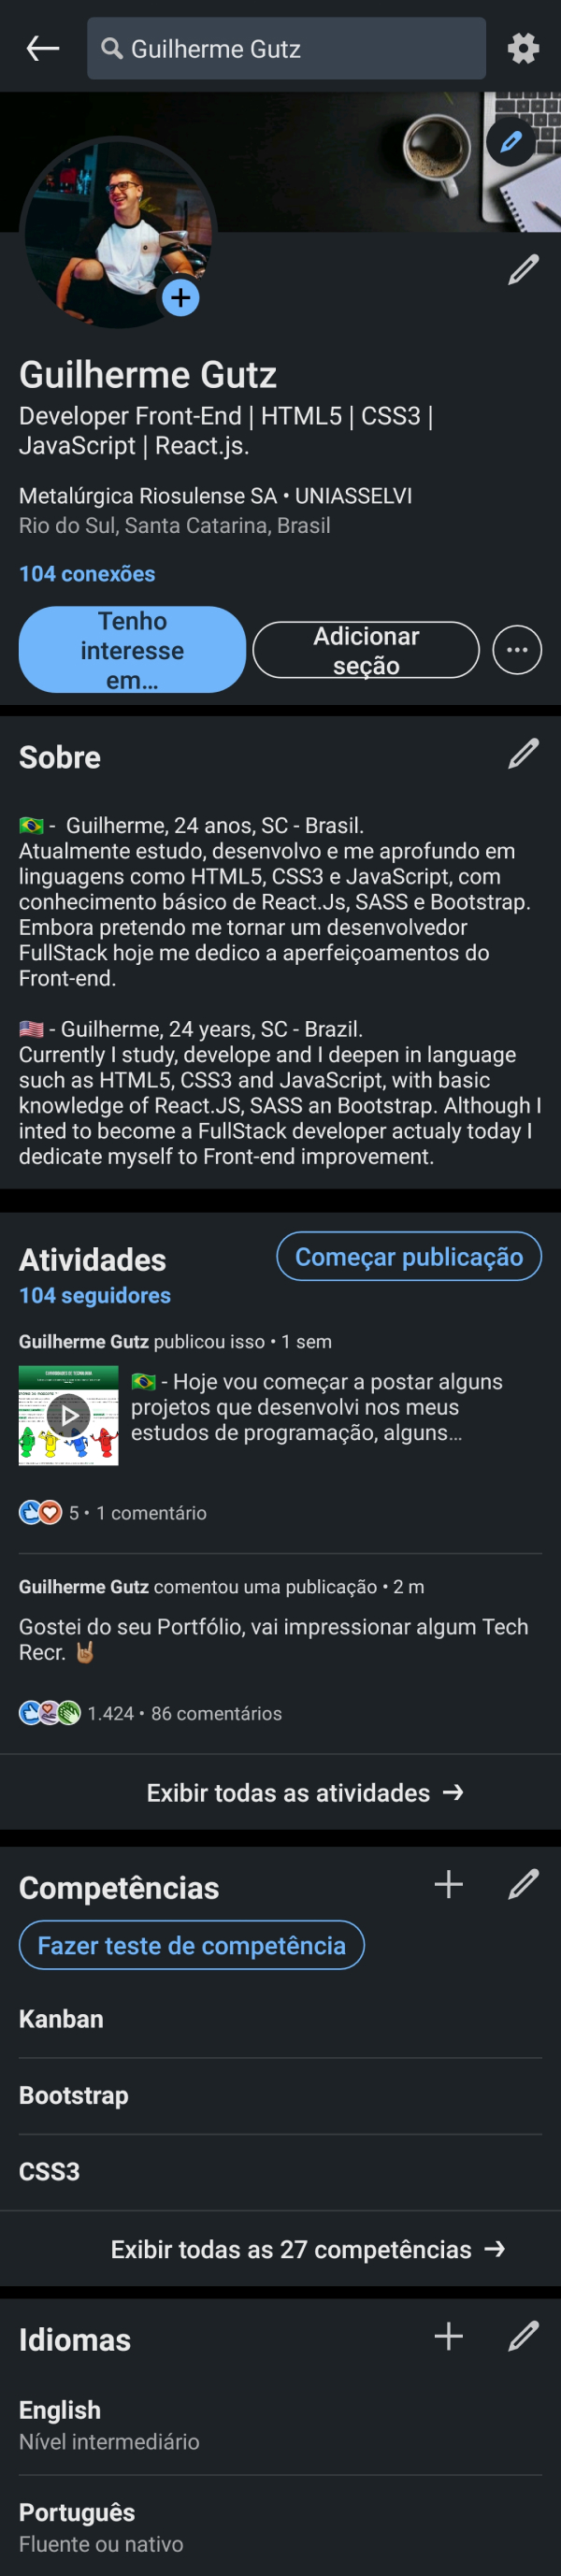 Guilherme Gutz
Guilherme Gutz
Developer Front-End | HTML5 | CSS3 |
JavaScript | React.js.
Metalúrgica Riosulense SA • UNIASSELVI
Rio do Sul, Santa Catarina, Brasil
104 conexões
Tenho
interesse
em...
Adicionar
seção
Sobre
🇧🇷 - Guilherme, 24 anos, SC - Brasil.
Atualmente estudo, desenvolvo e me aprofundo em
linguagens como HTML5, CSS3 e JavaScript, com
conhecimento básico de React.Js, SASS e Bootstrap.
Embora pretendo me tornar um desenvolvedor
FullStack hoje me dedico a aperfeiçoamentos do
Front-end.
🇺🇸 - Guilherme, 24 years, SC - Brazil.
Currently I study, develope and I deepen in language
such as HTML5, CSS3 and JavaScript, with basic
knowledge of React.JS, SASS an Bootstrap. Although I
inted to become a FullStack developer actualy today I
dedicate myself to Front-end improvement.
Atividades
Começar publicação
104 seguidores
Guilherme Gutz publicou isso • 1 sem
🇧🇷 - Hoje vou começar a postar alguns
projetos que desenvolvi nos meus
estudos de programação, alguns...
5 • 1 comentário
Guilherme Gutz comentou uma publicação • 2 m
Gostei do seu Portfólio, vai impressionar algum Tech
Recr. 🤘🏽
1.424 • 86 comentários
Exibir todas as atividades →
Competências
Fazer teste de competência
Kanban
Bootstrap
CSS3
Exibir todas as 27 competências →
Idiomas
English
Nível intermediário
Português
Fluente ou nativo